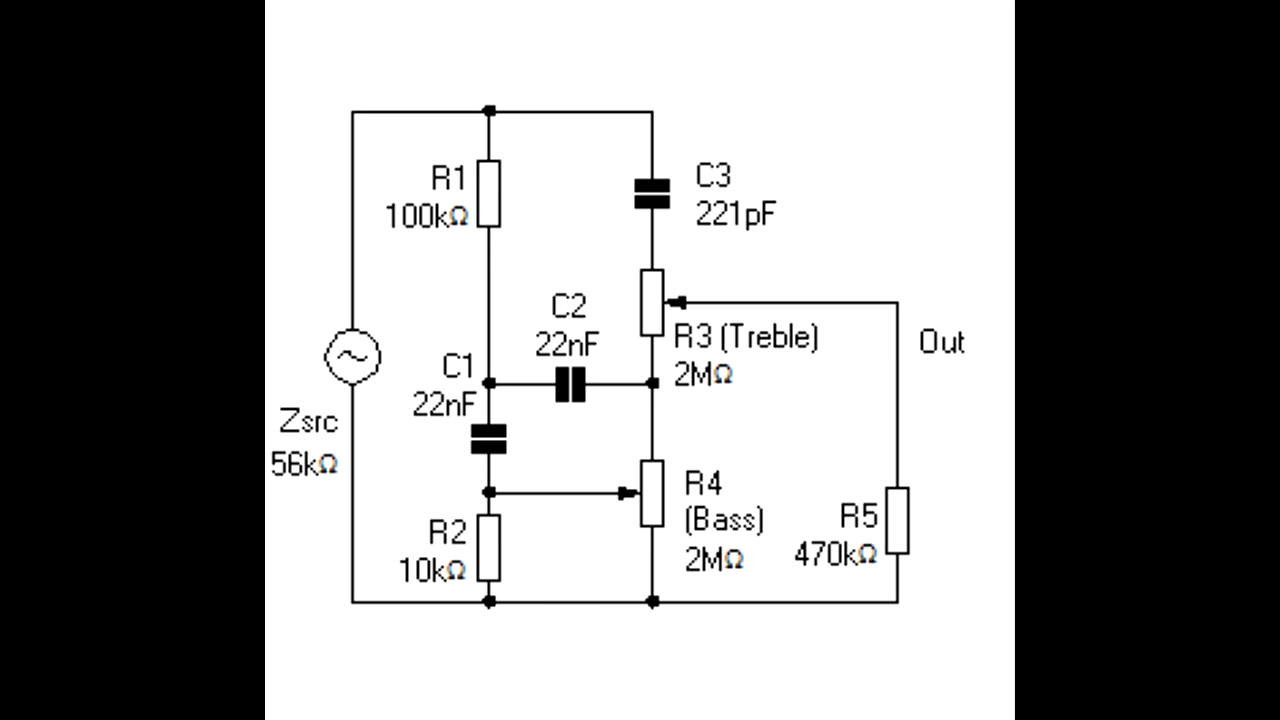 R1
100kΩ
C3
221pF
C2
22nF
R3 (Treble)
2MΩ
Out
C1
22nF
Zsrc
56kΩ
R4
(Bass)
2MΩ
R2
10kΩ
R5
470kΩ